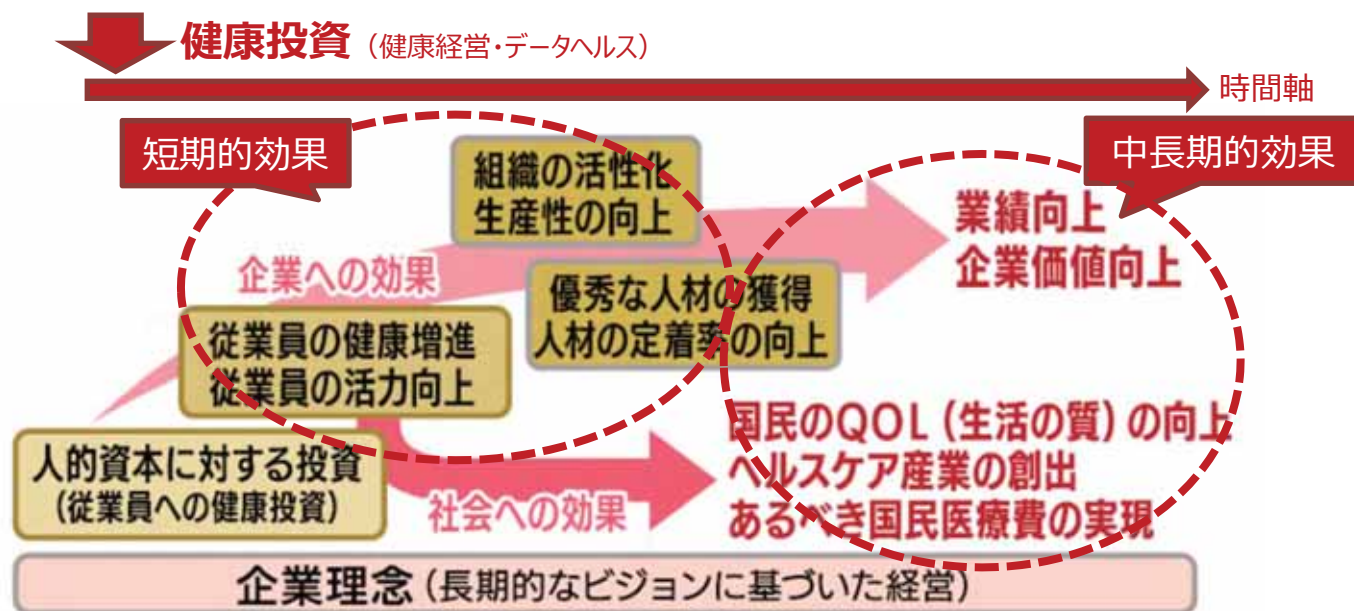 健康投資（健康経営・データヘルス）
時間軸
短期的効果
中長期的効果
組織の活性化
生産性の向上
業績向上
企業価値向上
企業への効果
優秀な人材の獲得
人材の定着率の向上
従業員の健康増進
従業員の活力向上
国民のQOL（生活の質）の向上
ヘルスケア産業の創出
あるべき国民医療費の実現
人的資本に対する投資
（従業員への健康投資）
社会への効果
企業理念（長期的なビジョンに基づいた経営）